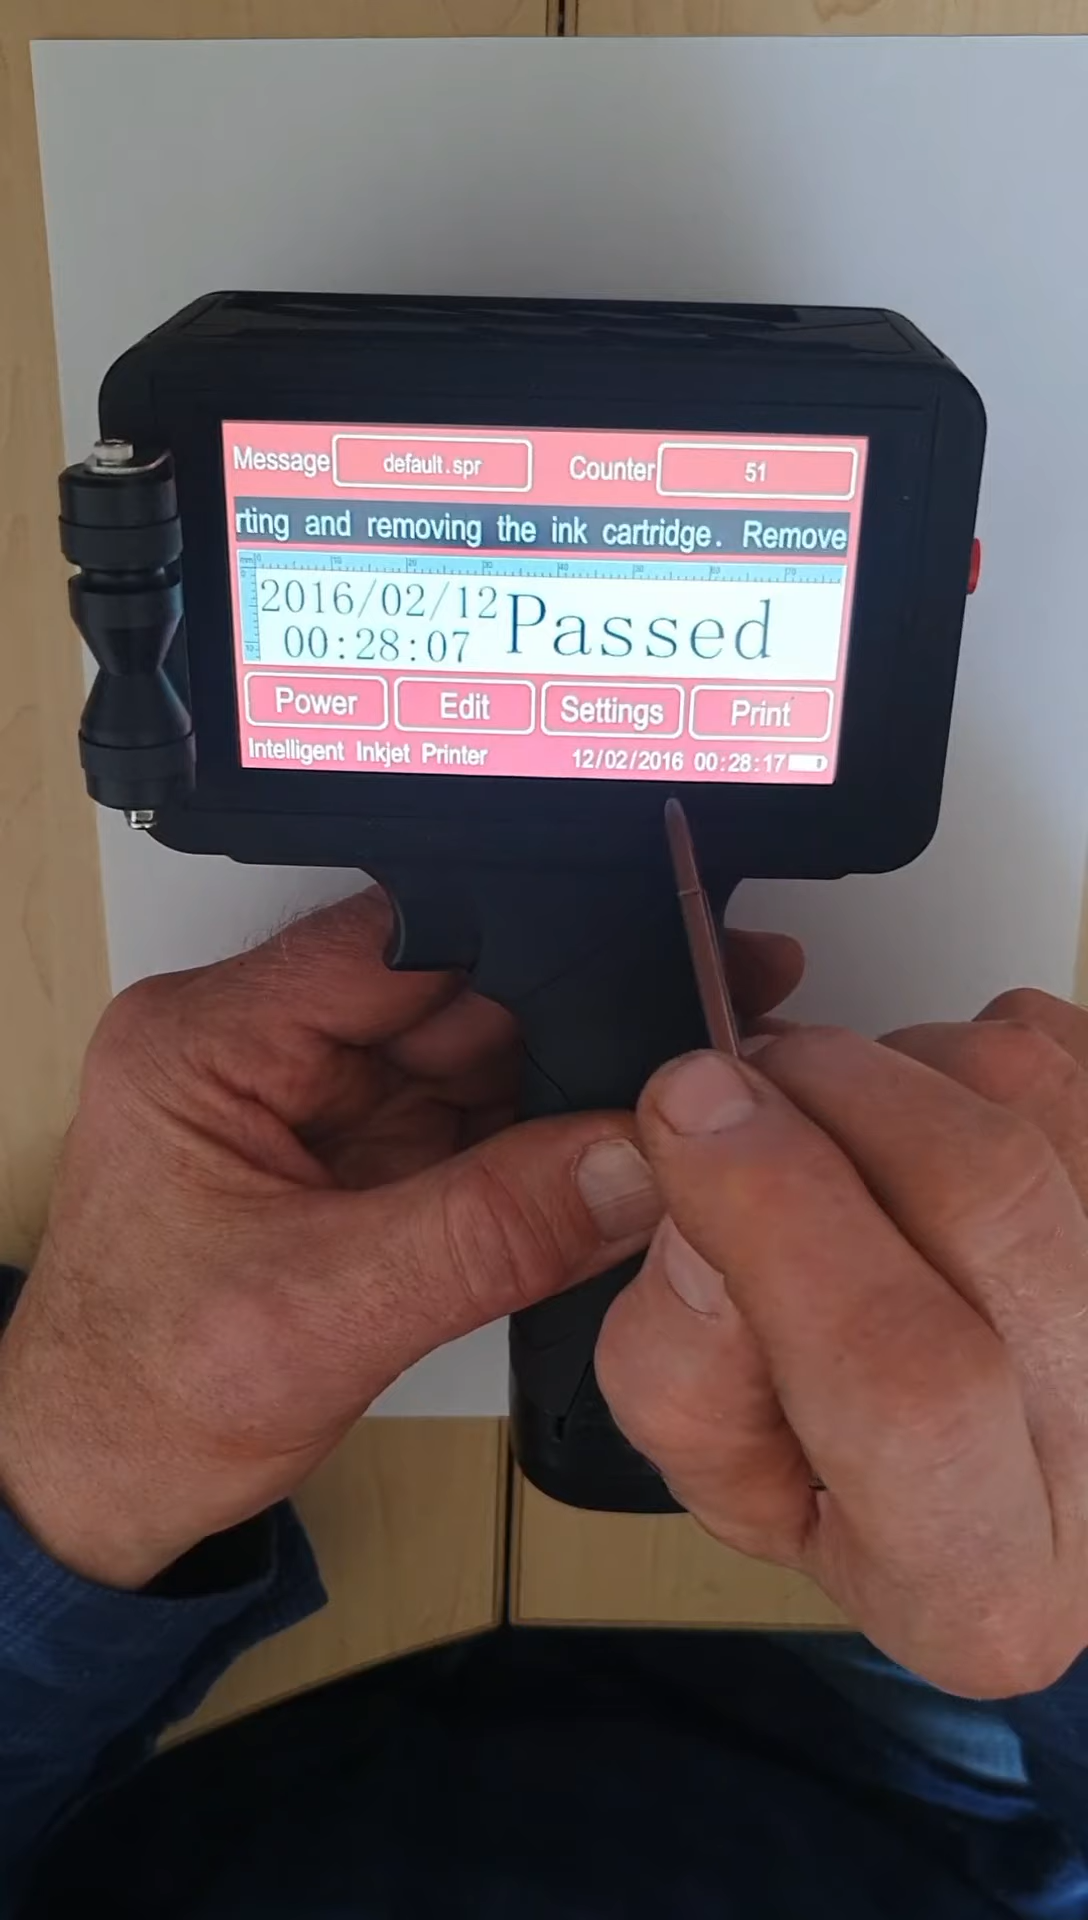 Message default.spr Counter 51
rting and removing the ink cartridge. Remove
2016/02/12 Passed
00:28:07
Power Edit Settings Print
Intelligent Inkjet Printer 12/02/2016 00:28:17